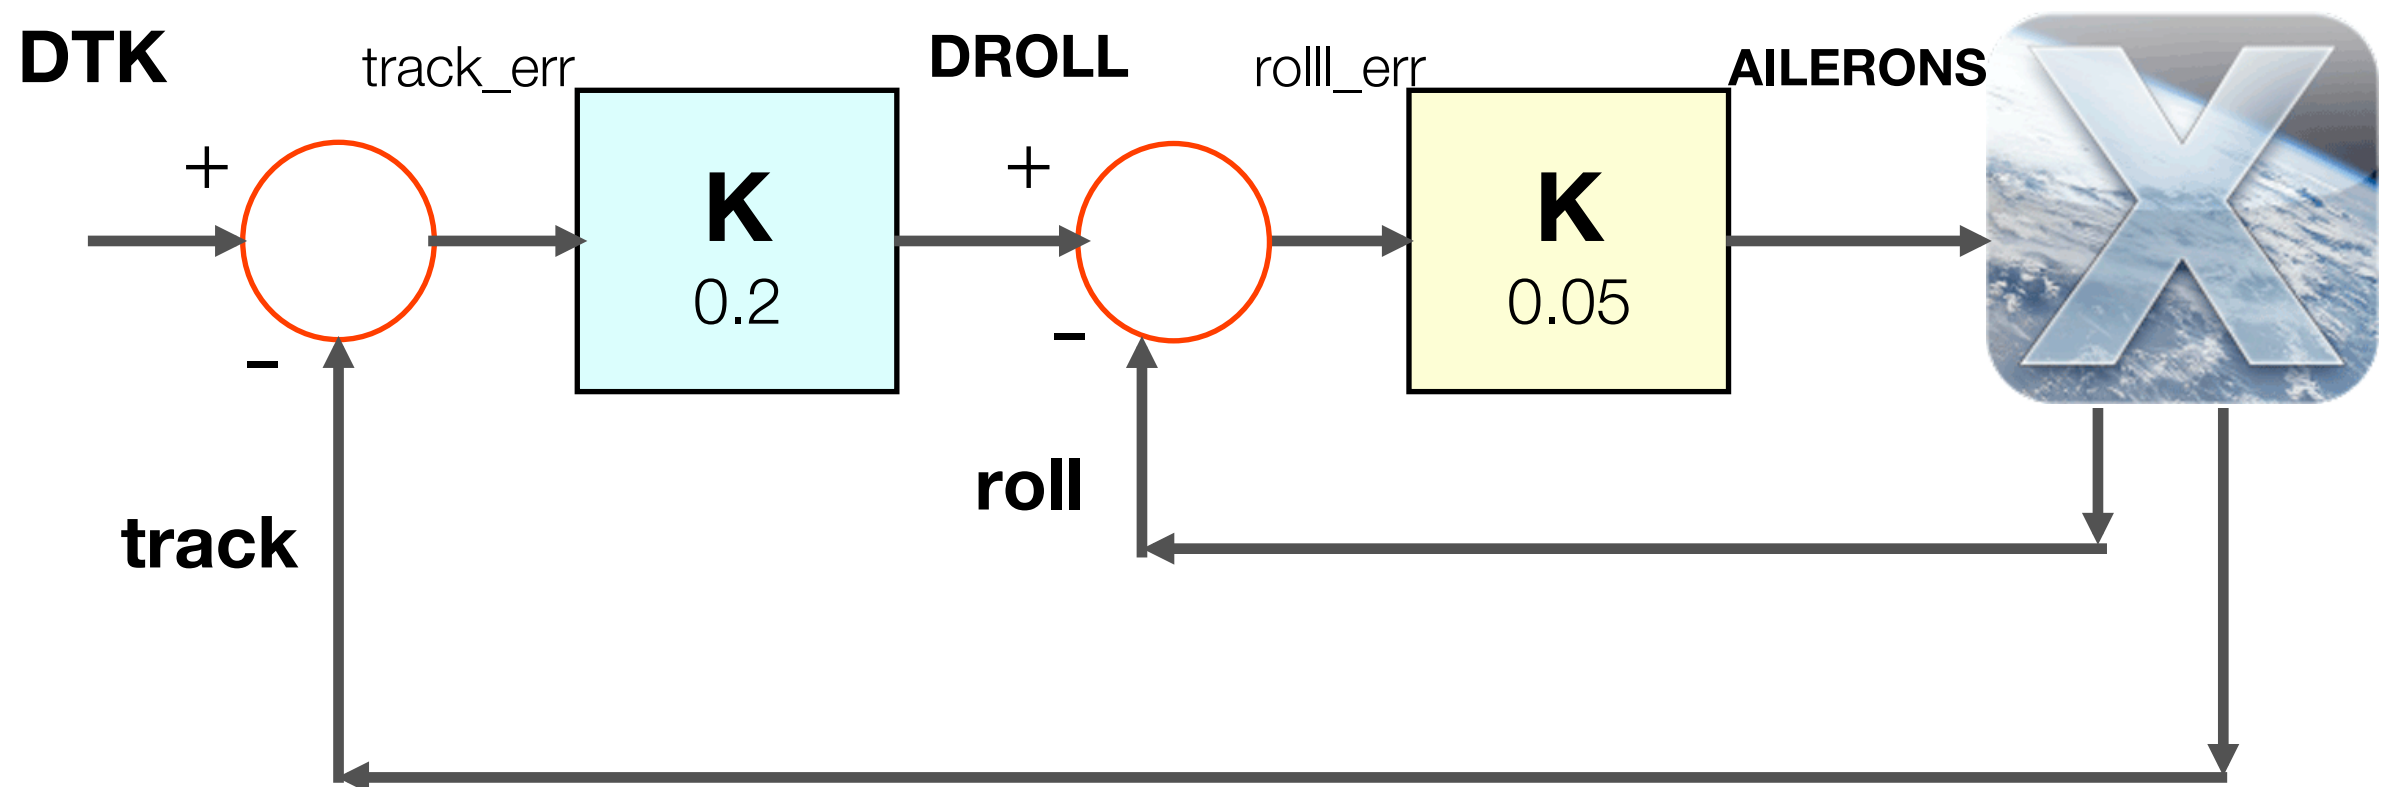 DTK
track_err
DROLL
rolll_err
AILERONS
+
+
K
K
0.2
0.05
–
–
roll
track
X